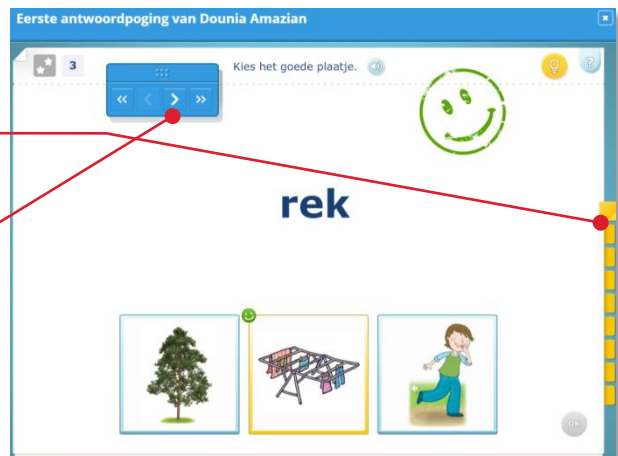 Eerste antwoordpoging van Dounia Amazian
3
Kies het goede plaatje.
?
rek
OK